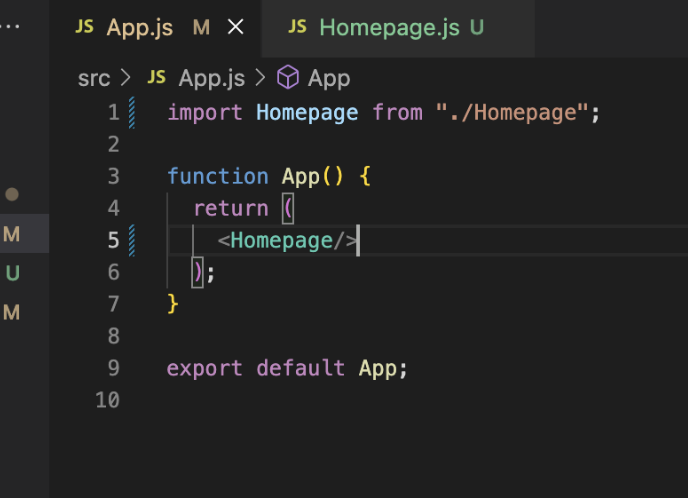 ...
JS App.js M ×
JS Homepage.js U
src > JS App.js > App
1 import Homepage from "./Homepage";
2
3 function App() {
4 return (
5 <Homepage/>
6 );
7 }
8
9 export default App;
10
M
U
M